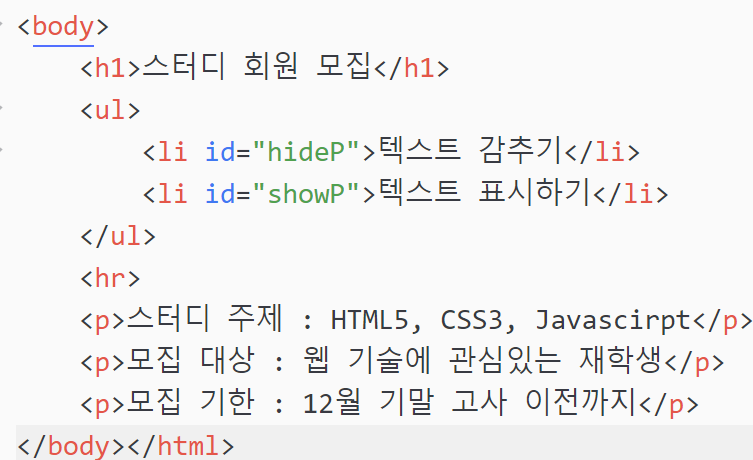 <body>
<h1>스터디 회원 모집</h1>
<ul>
<li id="hideP">텍스트 감추기</li>
<li id="showP">텍스트 표시하기</li>
</ul>
<hr>
<p>스터디 주제 : HTML5, CSS3, Javascirpt</p>
<p>모집 대상 : 웹 기술에 관심있는 재학생</p>
<p>모집 기한 : 12월 기말 고사 이전까지</p>
</body></html>